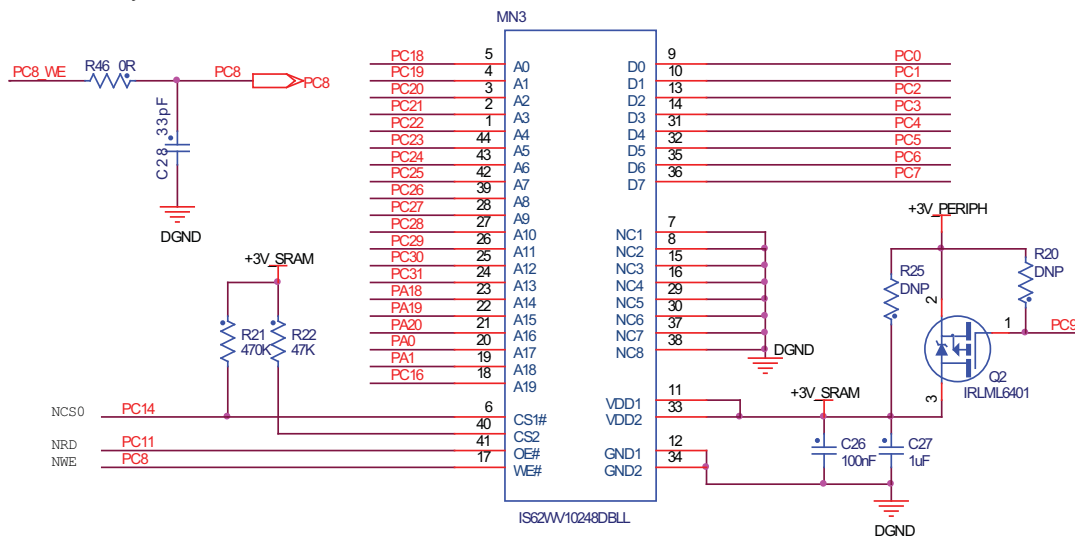 MN3
PC8_WE
R46 0R
PC8
PC8
C28 33pF
DGND
PC18 5 A0
PC19 4 A1
PC20 3 A2
PC21 2 A3
PC22 1 A4
PC23 44 A5
PC24 43 A6
PC25 42 A7
PC26 39 A8
PC27 28 A9
PC28 27 A10
PC29 26 A11
PC30 25 A12
PC31 24 A13
PA18 23 A14
PA19 22 A15
PA20 21 A16
PA0 20 A17
PA1 19 A18
PC16 18 A19
+3V_SRAM
R21
470K
R22
47K
NCS0 PC14 6 CS1#
40 CS2
NRD PC11 41 OE#
NWE PC8 17 WE#
D0 9 PC0
D1 10 PC1
D2 13 PC2
D3 14 PC3
D4 31 PC4
D5 32 PC5
D6 35 PC6
D7 36 PC7
NC1 7
NC2 8
NC3 15
NC4 16
NC5 29
NC6 30
NC7 37
NC8 38
DGND
VDD1 11
VDD2 33
GND1 12
GND2 34
IS62WV10248DBLL
+3V_PERIPH
R25
DNP
R20
DNP
2
1
PC9
Q2
IRLML6401
3
+3V_SRAM
C26
100nF
C27
1uF
DGND